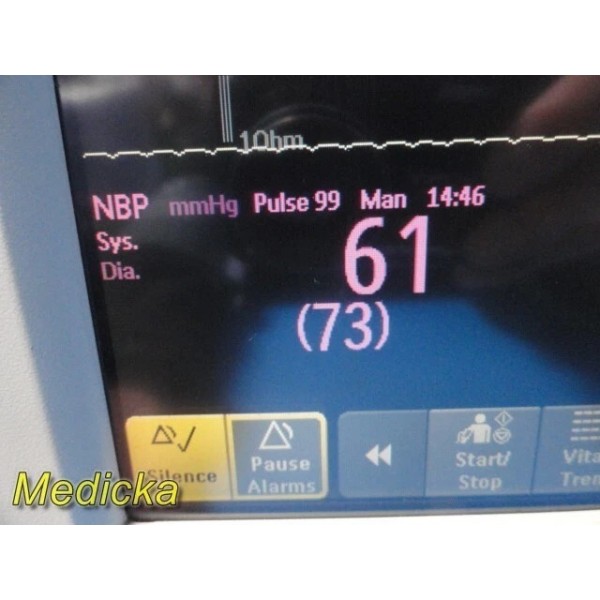 1Ohm
NBP mmHg Pulse 99 Man 14:46
Sys.
Dia.
61
(73)
Silence
Pause
Alarms
Start/
Stop
Vita
Tren
Medicka